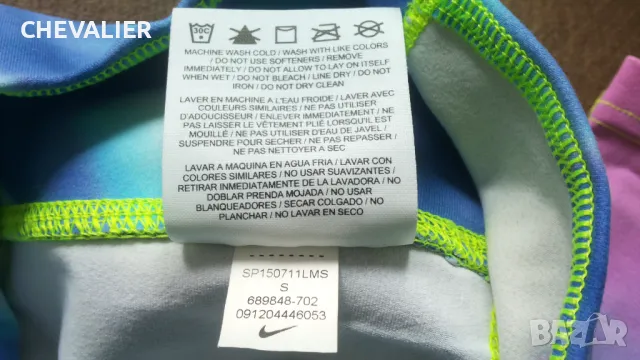 CHEVALIER
30C
MACHINE WASH COLD / WASH WITH LIKE COLORS
/ DO NOT USE SOFTENERS / REMOVE
IMMEDIATELY / DO NOT ALLOW TO LAY ON ITSELF
WHEN WET / DO NOT BLEACH / LINE DRY / DO NOT
IRON / DO NOT DRY CLEAN
LAVER EN MACHINE A L'EAU FROIDE / LAVER AVEC
COULEURS SIMILAIRES / NE PAS UTILISER
D'ADOUCISSEUR / ENLEVER IMMEDIATEMENT / NE
PAS LAISSER LE VÊTEMENT PLIÉ LORSQU'IL EST
MOUILLÉ / NE PAS UTILISER D'EAU DE JAVEL /
SUSPENDRE POUR SECHER / NE PAS REPASSER /
NE PAS NETTOYER A SEC
LAVAR A MAQUINA EN AGUA FRIA / LAVAR CON
COLORES SIMILARES / NO USAR SUAVIZANTES /
RETIRAR INMEDIATAMENTE DE LA LAVADORA / NO
DOBLAR PRENDA MOJADA / NO USAR
BLANQUEADORES / SECAR COLGADO / NO
PLANCHAR / NO LAVAR EN SECO
SP150711LMS
S
689848-702
091204446053
bazar.bg